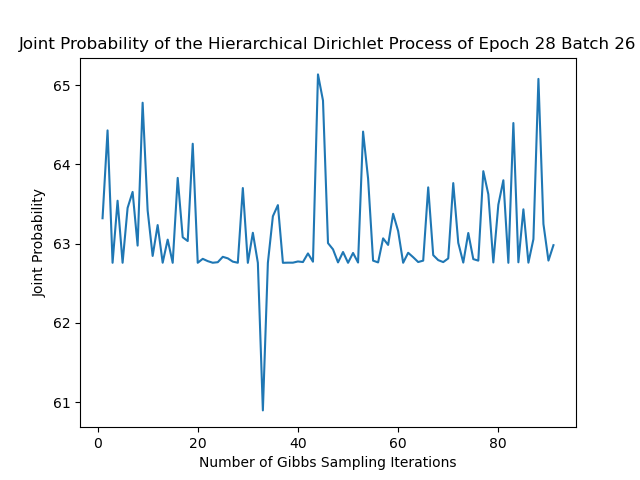 Joint Probability of the Hierarchical Dirichlet Process of Epoch 28 Batch 26
65
64
63
62
61
Joint Probability
0 20 40 60 80
Number of Gibbs Sampling Iterations